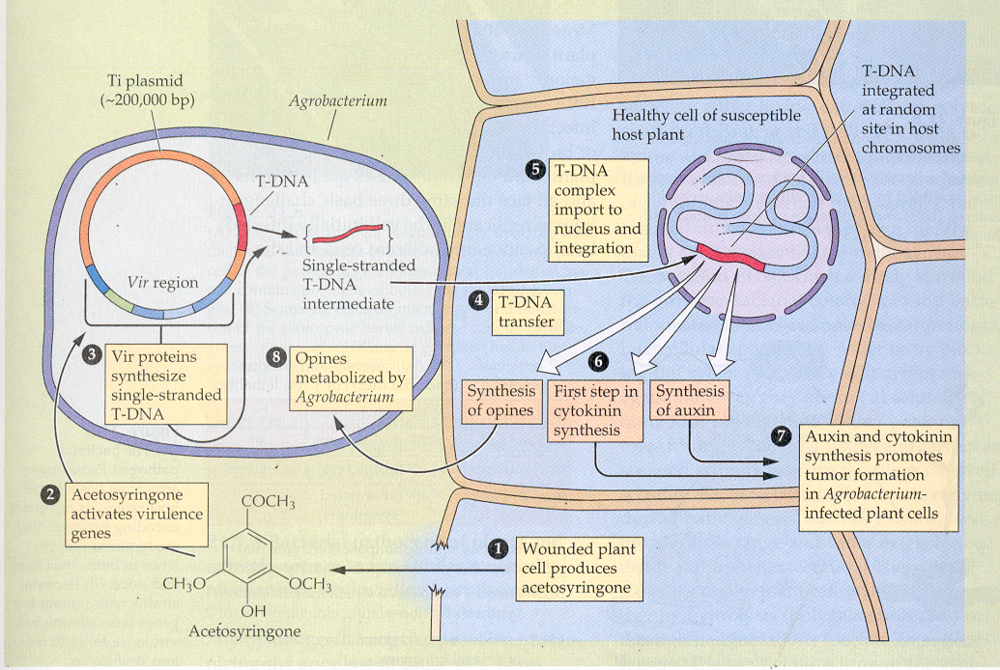 Ti plasmid
(~200,000 bp)
Agrobacterium
T-DNA
Vir region
Single-stranded
T-DNA
intermediate
3 Vir proteins
synthesize
single-stranded
T-DNA
8 Opines
metabolized by
Agrobacterium
2 Acetosyringone
activates virulence
genes
COCH3
CH3O
OCH3
OH
Acetosyringone
1 Wounded plant
cell produces
acetosyringone
Healthy cell of susceptible
host plant
T-DNA
integrated
at random
site in host
chromosomes
5 T-DNA
complex
import to
nucleus and
integration
4 T-DNA
transfer
6
Synthesis
of opines
First step in
cytokinin
synthesis
Synthesis
of auxin
7 Auxin and cytokinin
synthesis promotes
tumor formation
in Agrobacterium-
infected plant cells